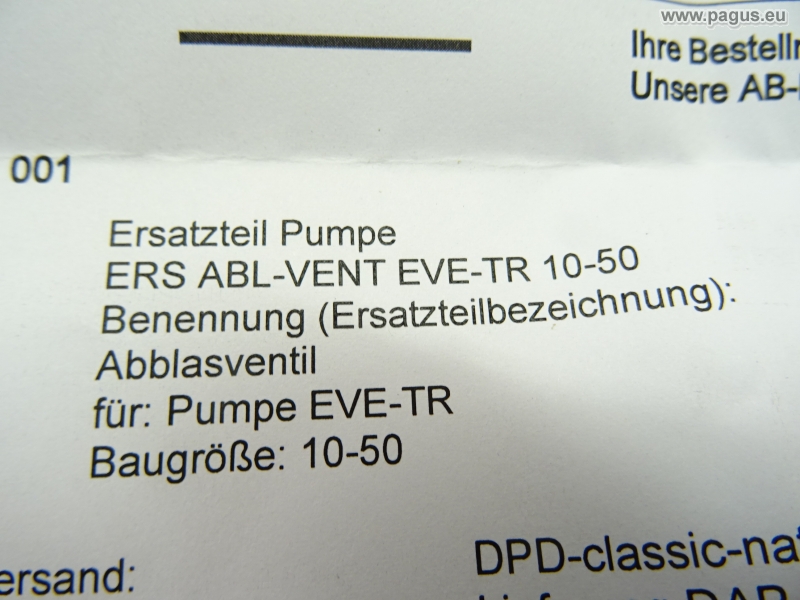 www.pagus.eu
Ihre Bestelln
Unsere AB-
001
Ersatzteil Pumpe
ERS ABL-VENT EVE-TR 10-50
Benennung (Ersatzteilbezeichnung):
Abblasventil
für: Pumpe EVE-TR
Baugröße: 10-50
ersand:
DPD-classic-nat